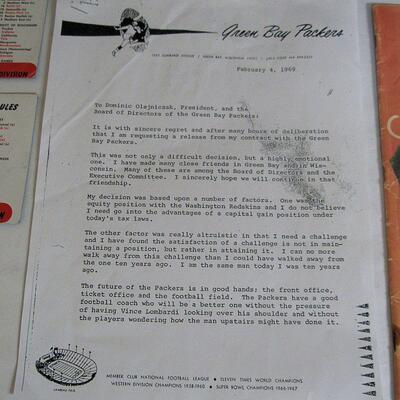 Green Bay Packers
1265 LOMBARDI AVENUE / GREEN BAY, WISCONSIN
February 4, 1969
To Dominic Olejniczak, President, and the
Board of Directors of the Green Bay Packers:
It is with sincere regret and after many hours of deliberation
that I am requesting a release from my contract with the Green
Bay Packers.
This was not only a difficult decision, but a highly emotional
one. I have made many close friends in Green Bay and in Wis-
consin. Many of these are among the Board of Directors and the
Executive Committee. I sincerely hope we will continue in that
friendship.
My decision was based upon a number of factors. One was the
equity position with the Washington Redskins and I do not believe
I need go into the advantages of a capital gain position under
today's tax laws.
The other factor was really altruistic in that I need a challenge
and I have found the satisfaction of a challenge is not in main-
taining a position, but rather in attaining it. I can no more
walk away from this challenge than I could have walked away from
the one ten years ago. I am the same man today I was ten years
ago.
The future of the Packers is in good hands; the front office,
ticket office and the football field. The Packers have a good
football coach who will be a better one without the pressure
of having Vince Lombardi looking over his shoulder and without
the players wondering how the man upstairs might have done it.
LAMBEAU FIELD
MEMBER CLUB NATIONAL FOOTBALL LEAGUE • ELEVEN TIMES WORLD CHAMPIONS
WESTERN DIVISION CHAMPIONS 1938-1960 • SUPER BOWL CHAMPIONS 1966-1967
DIVISION
ULES